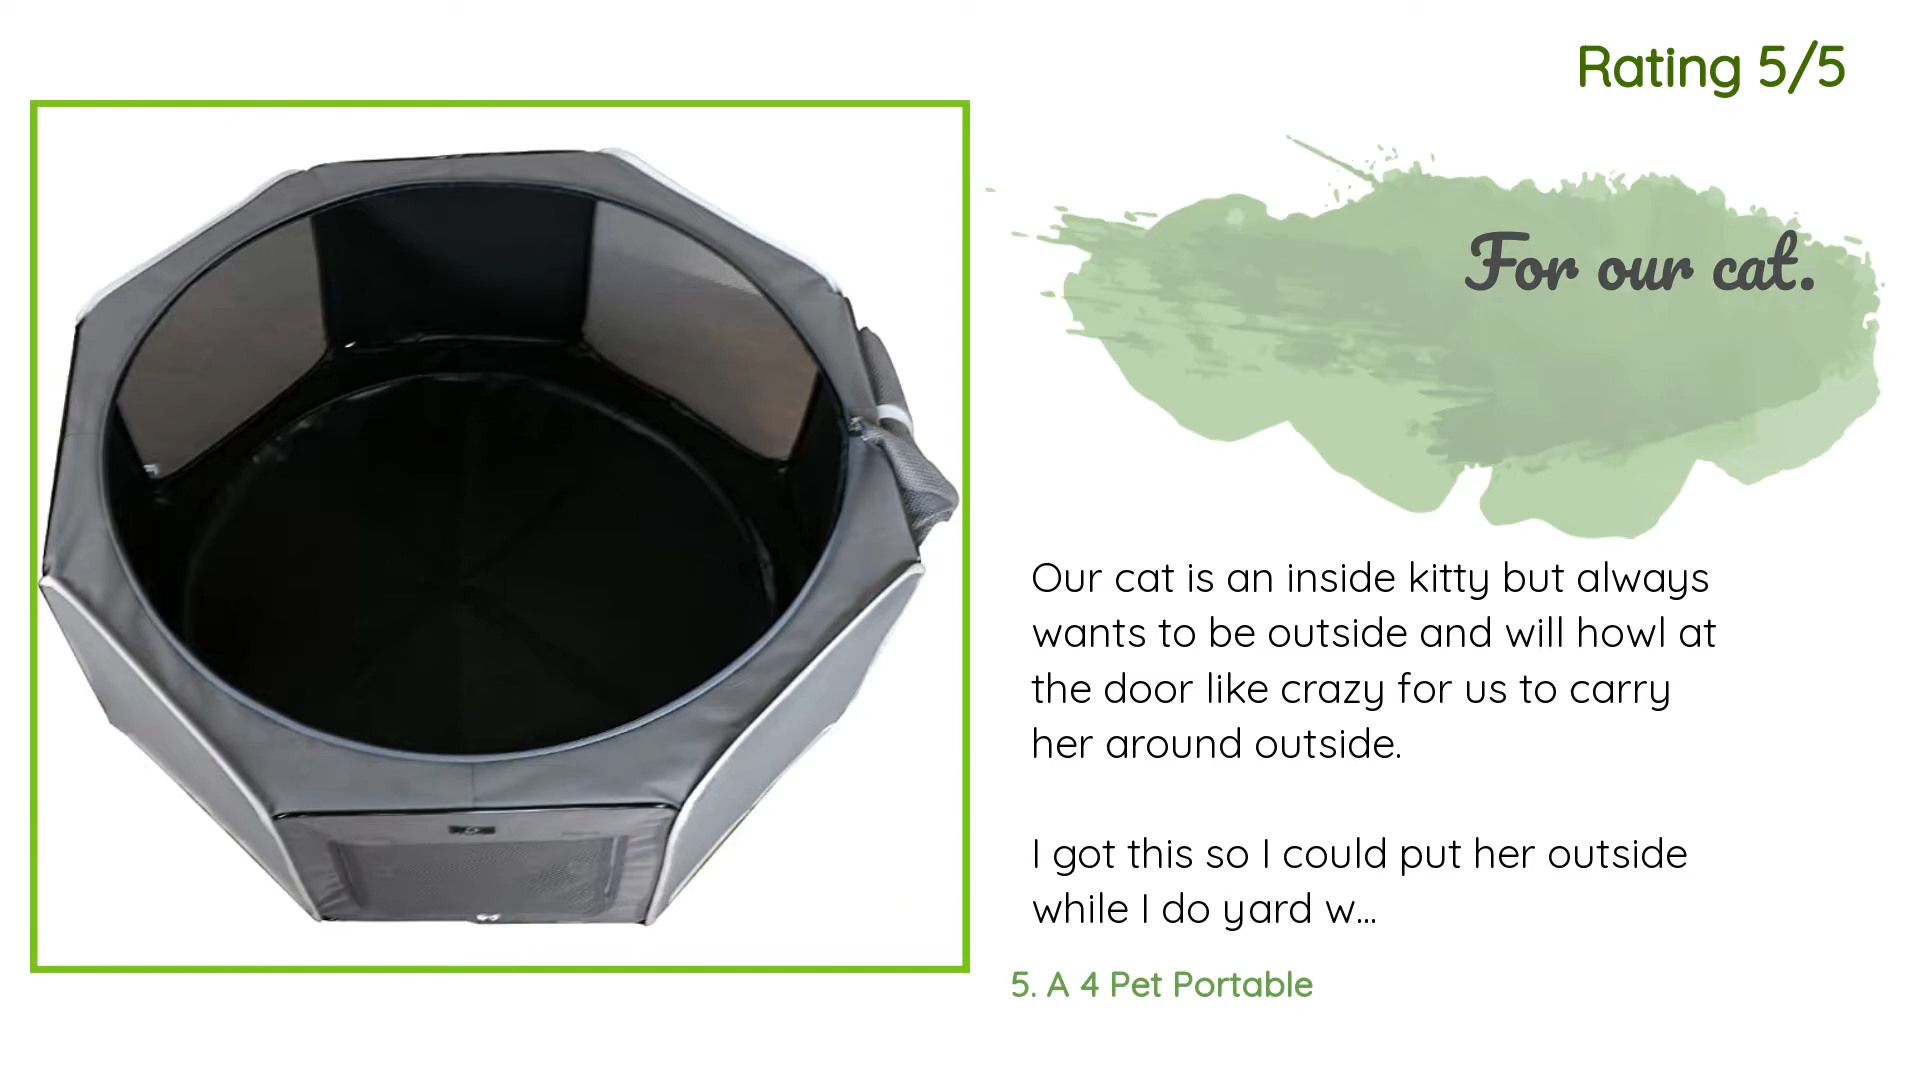 Rating 5/5
For our cat.
Our cat is an inside kitty but always
wants to be outside and will howl at
the door like crazy for us to carry
her around outside.
I got this so I could put her outside
while I do yard w...
5. A 4 Pet Portable